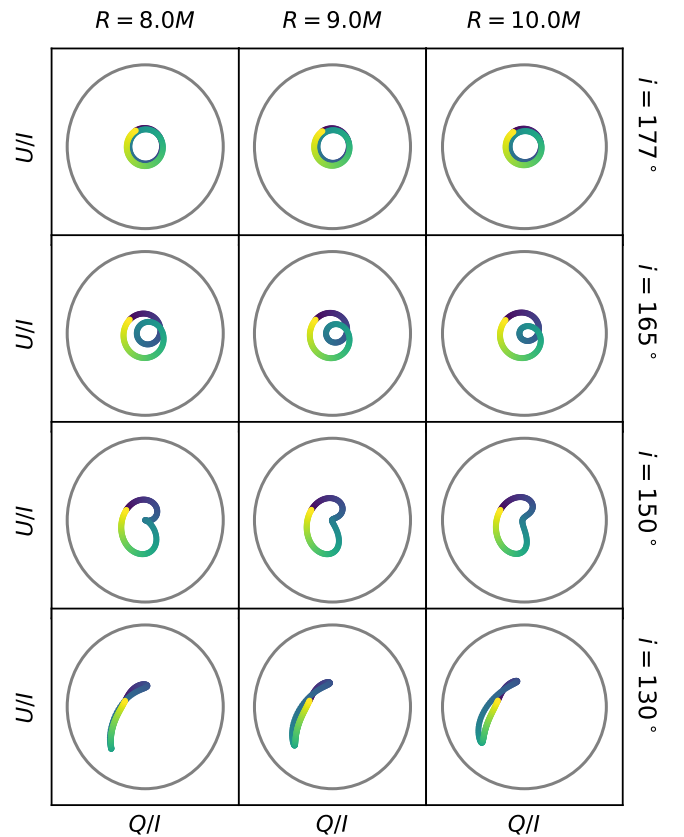 R = 8.0M R = 9.0M R = 10.0M
U/I
i = 177°
U/I
i = 165°
U/I
i = 150°
U/I
i = 130°
Q/I Q/I Q/I